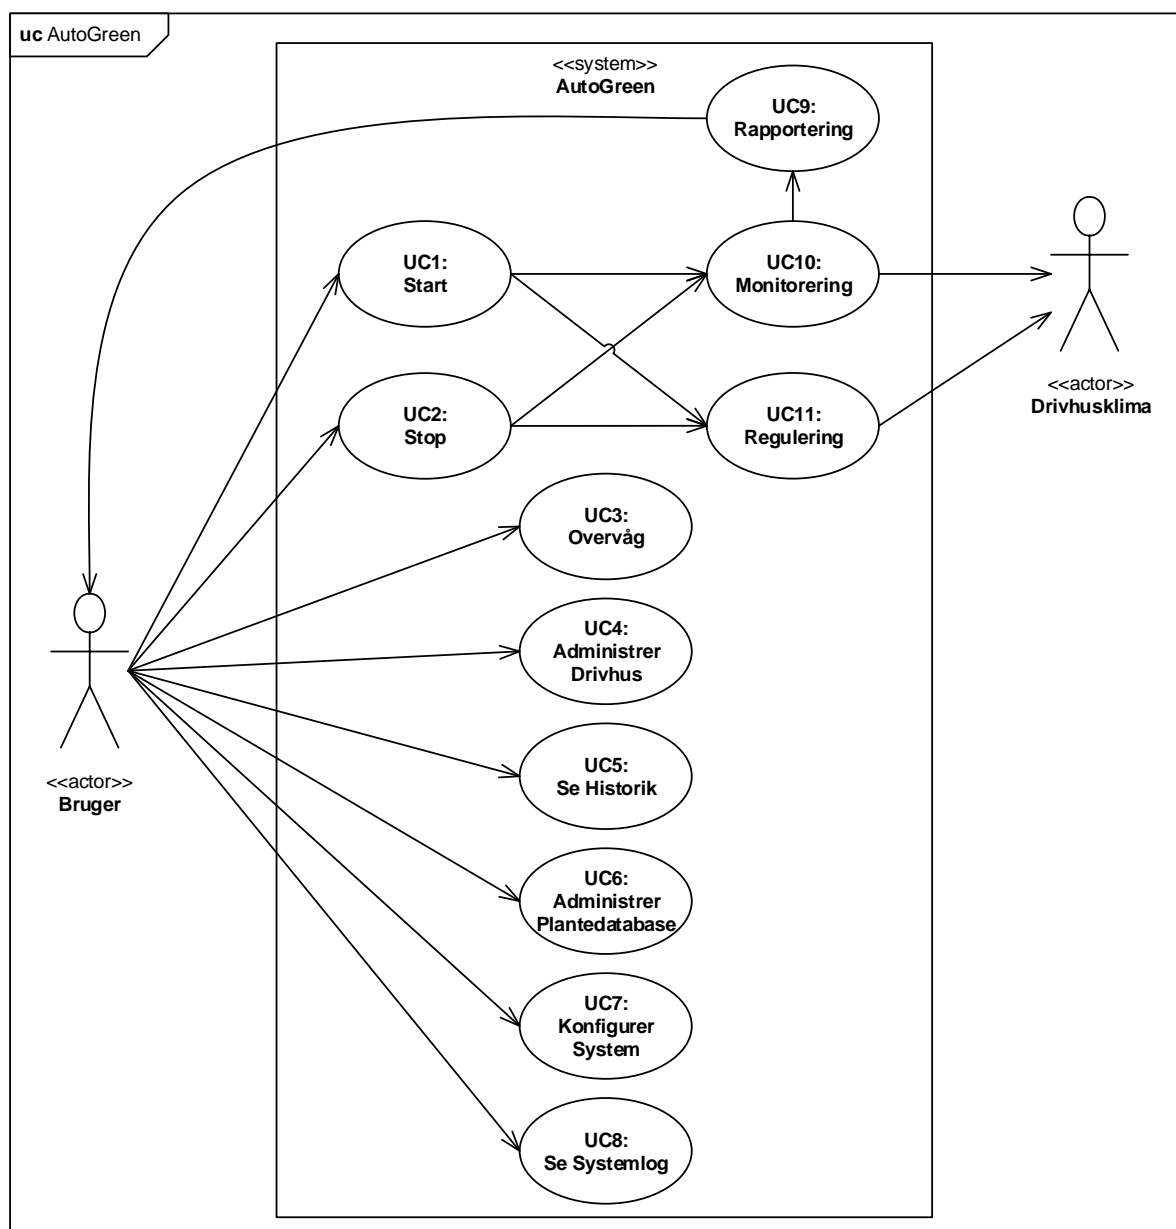 uc AutoGreen
<<system>>
AutoGreen
UC9:
Rapportering
UC1:
Start
UC10:
Monitorering
<<actor>>
Drivhusklima
UC2:
Stop
UC11:
Regulering
UC3:
Overvåg
UC4:
Administrer
Drivhus
<<actor>>
Bruger
UC5:
Se Historik
UC6:
Administrer
Plantedatabase
UC7:
Konfigurer
System
UC8:
Se Systemlog